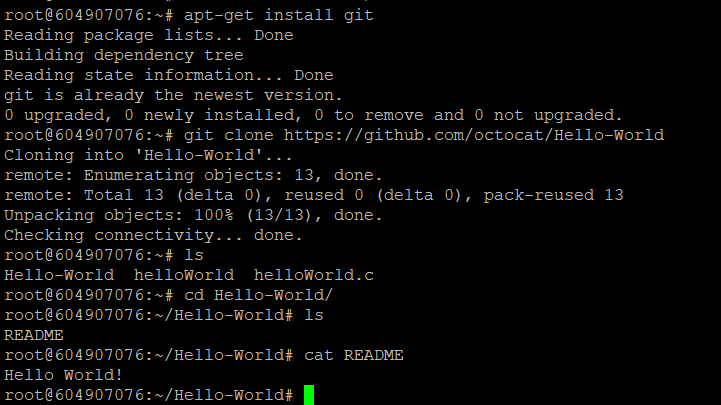 root@604907076:~# apt-get install git
Reading package lists... Done
Building dependency tree
Reading state information... Done
git is already the newest version.
0 upgraded, 0 newly installed, 0 to remove and 0 not upgraded.
root@604907076:~# git clone https://github.com/octocat/Hello-World
Cloning into 'Hello-World'...
remote: Enumerating objects: 13, done.
remote: Total 13 (delta 0), reused 0 (delta 0), pack-reused 13
Unpacking objects: 100% (13/13), done.
Checking connectivity... done.
root@604907076:~# ls
Hello-World  helloWorld  helloWorld.c
root@604907076:~# cd Hello-World/
root@604907076:~/Hello-World# ls
README
root@604907076:~/Hello-World# cat README
Hello World!
root@604907076:~/Hello-World#